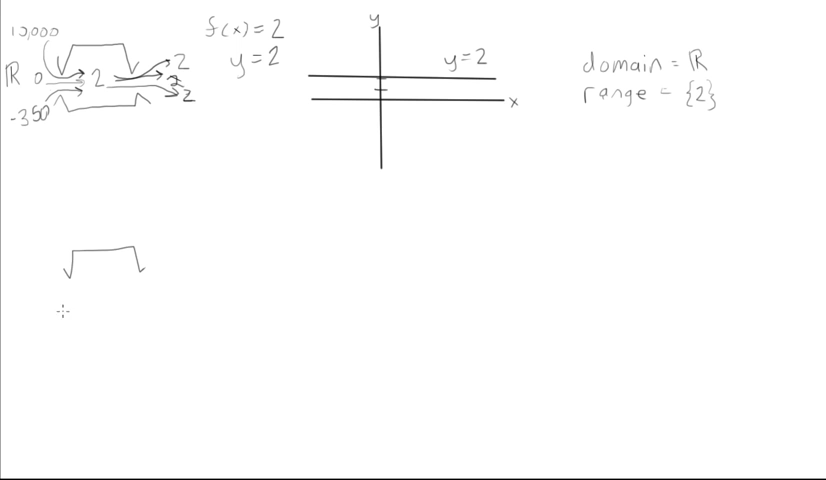 10,000
f(x) = 2
y = 2
ℝ 0 2 2
2
2
-350
y
y = 2
x
domain = ℝ
range = {2}